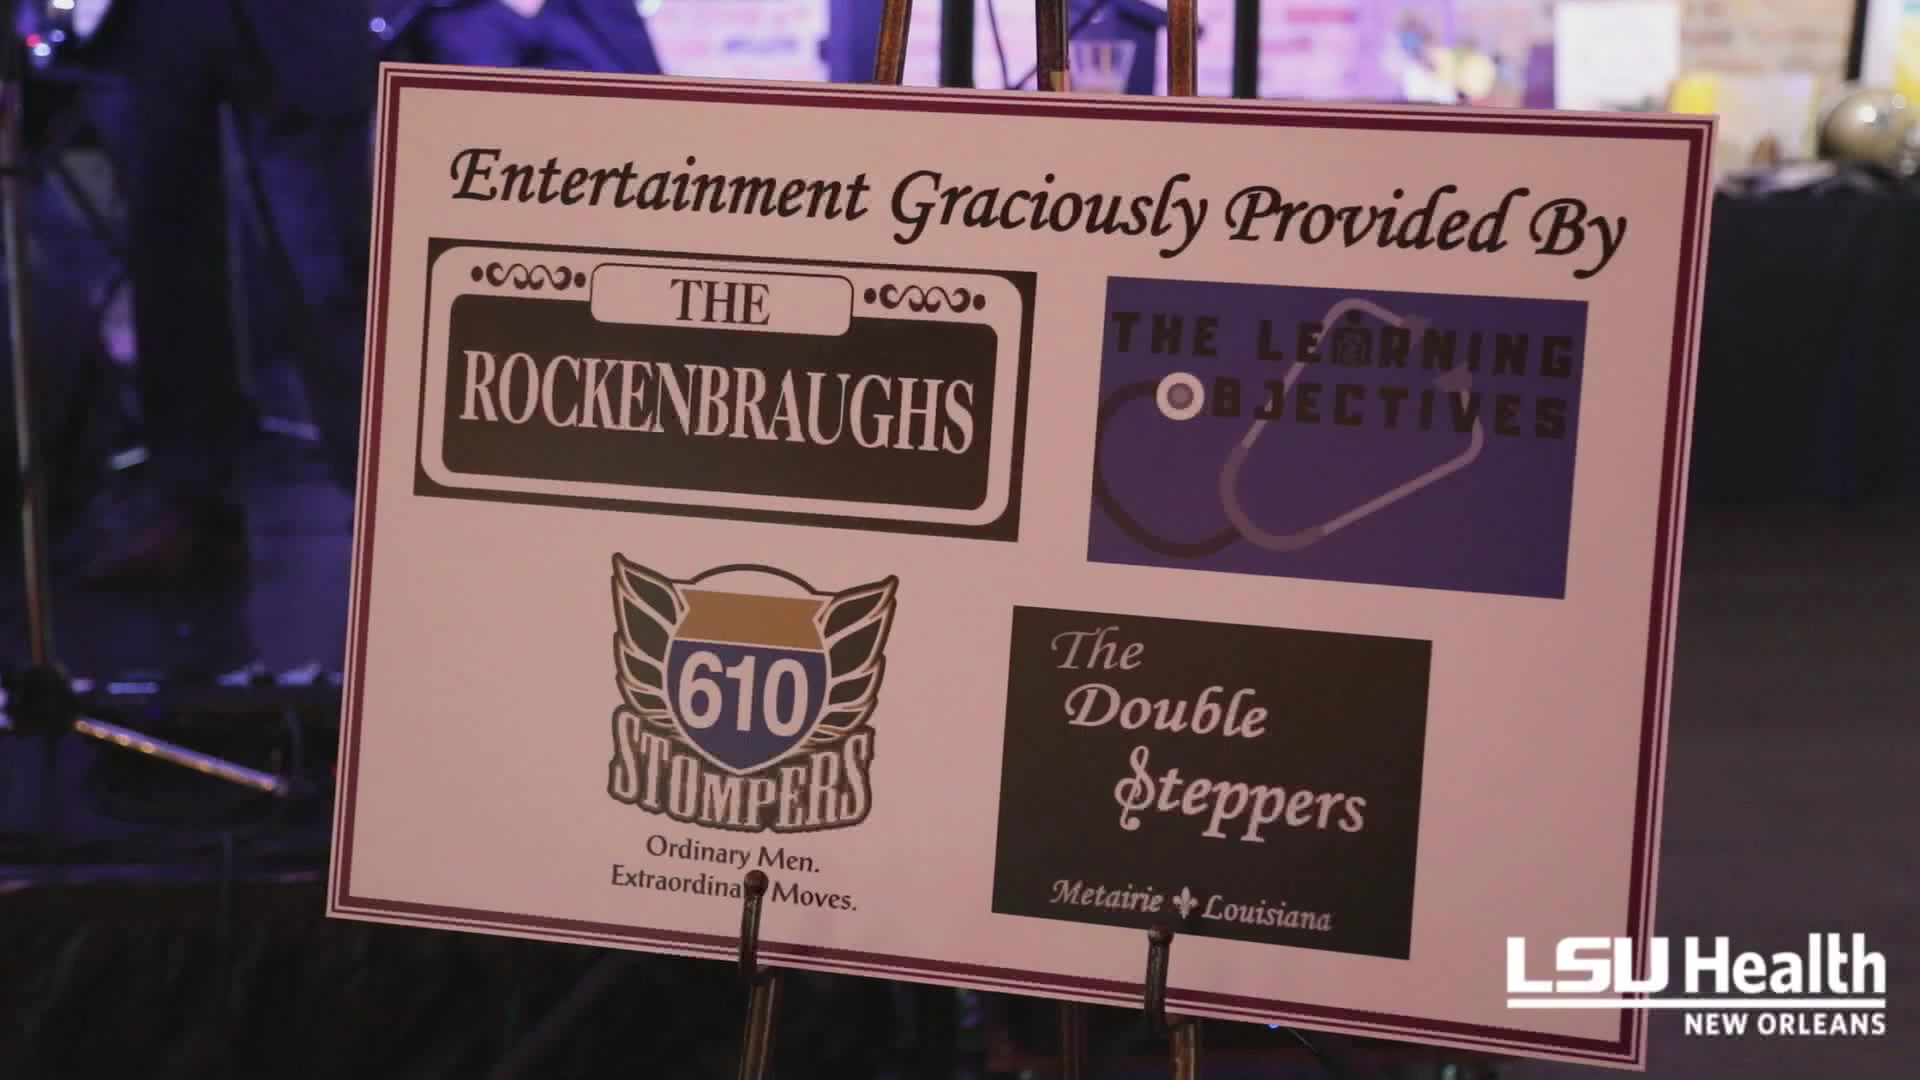 Entertainment Graciously Provided By
THE
ROCKENBRAUGHS
THE LEARNING
OBJECTIVES
610
STOMPERS
Ordinary Men.
Extraordinary Moves.
The
Double
Steppers
Metairie Louisiana
LSU Health
NEW ORLEANS